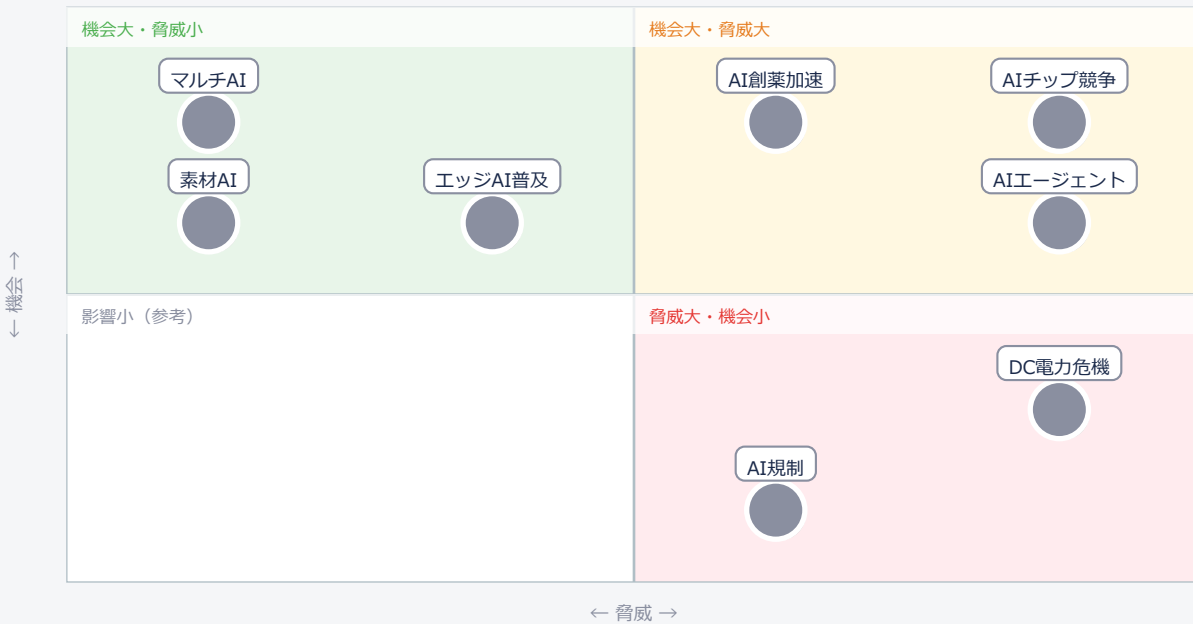 機会大・脅威小
機会大・脅威大
マルチAI
AI創薬加速
AIチップ競争
素材AI
エッジAI普及
AIエージェント
← 機会 →
影響小（参考）
脅威大・機会小
DC電力危機
AI規制
← 脅威 →